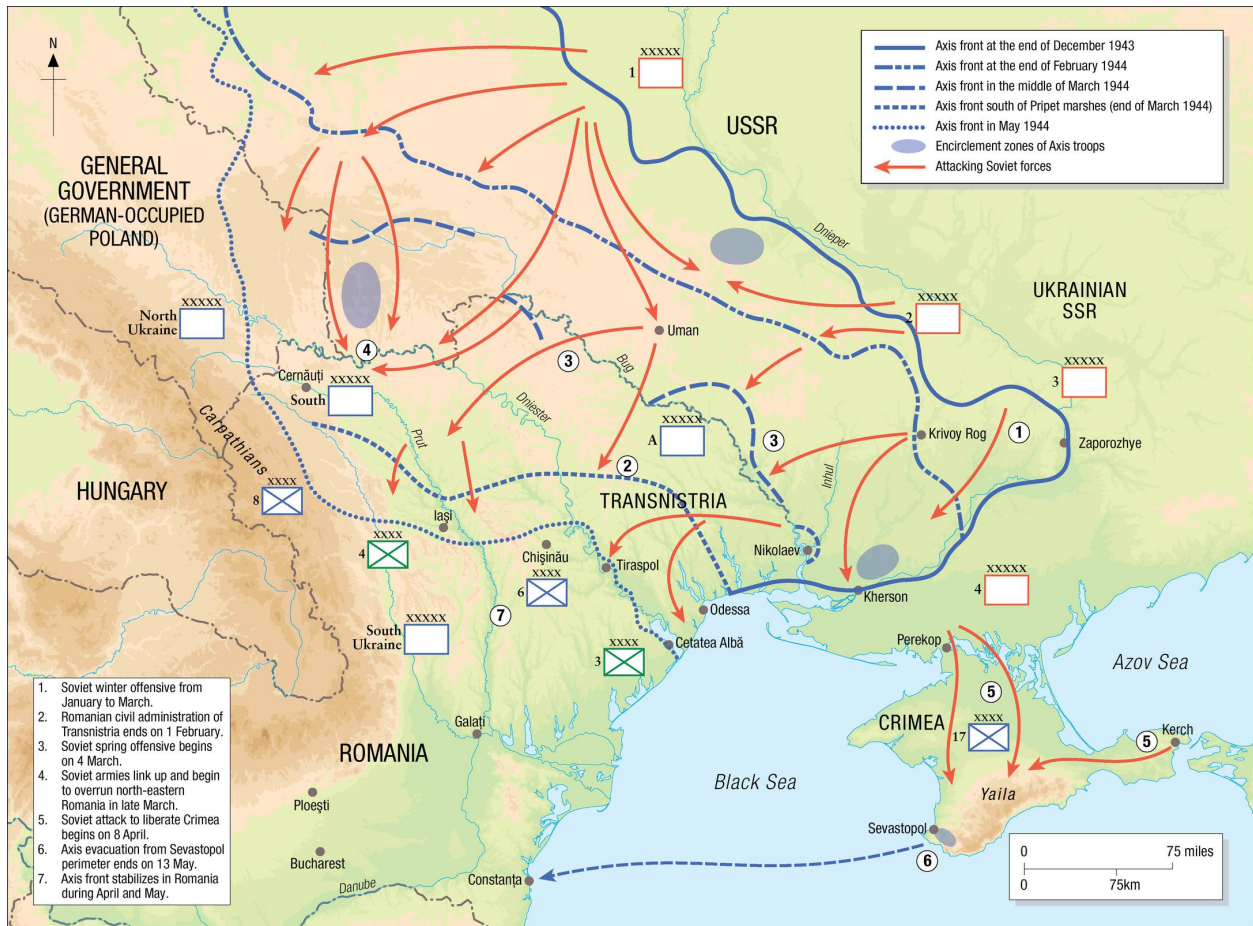 N
XXXXX
1
USSR
Axis front at the end of December 1943
Axis front at the end of February 1944
Axis front in the middle of March 1944
Axis front south of Pripet marshes (end of March 1944)
Axis front in May 1944
Encirclement zones of Axis troops
Attacking Soviet forces
GENERAL
GOVERNMENT
(GERMAN-OCCUPIED
POLAND)
Dnieper
UKRAINIAN
SSR
XXXXX
North
Ukraine
XXXXX
2
Uman
4
3
Bug
XXXXX
3
Cernăuți
XXXXX
South
Dniester
Prut
XXXXX
A
3
Krivoy Rog
1
Zaporozhye
Carpathians
2
Inhul
HUNGARY
XXXX
8
TRANSNISTRIA
Iași
XXXX
4
Chișinău
Nikolaev
Tiraspol
XXXX
6
XXXXX
4
Kherson
7
Odessa
XXXXX
South
Ukraine
Cetatea Albă
XXXX
3
Perekop
Azov Sea
5
1. Soviet winter offensive from
January to March.
2. Romanian civil administration of
Transnistria ends on 1 February.
3. Soviet spring offensive begins
on 4 March.
4. Soviet armies link up and begin
to overrun north-eastern
Romania in late March.
5. Soviet attack to liberate Crimea
begins on 8 April.
6. Axis evacuation from Sevastopol
perimeter ends on 13 May.
7. Axis front stabilizes in Romania
during April and May.
Galați
ROMANIA
CRIMEA
XXXX
17
5
Kerch
Black Sea
Ploești
Yaila
Sevastopol
6
Bucharest
Danube
Constanța
0
75 miles
0
75km